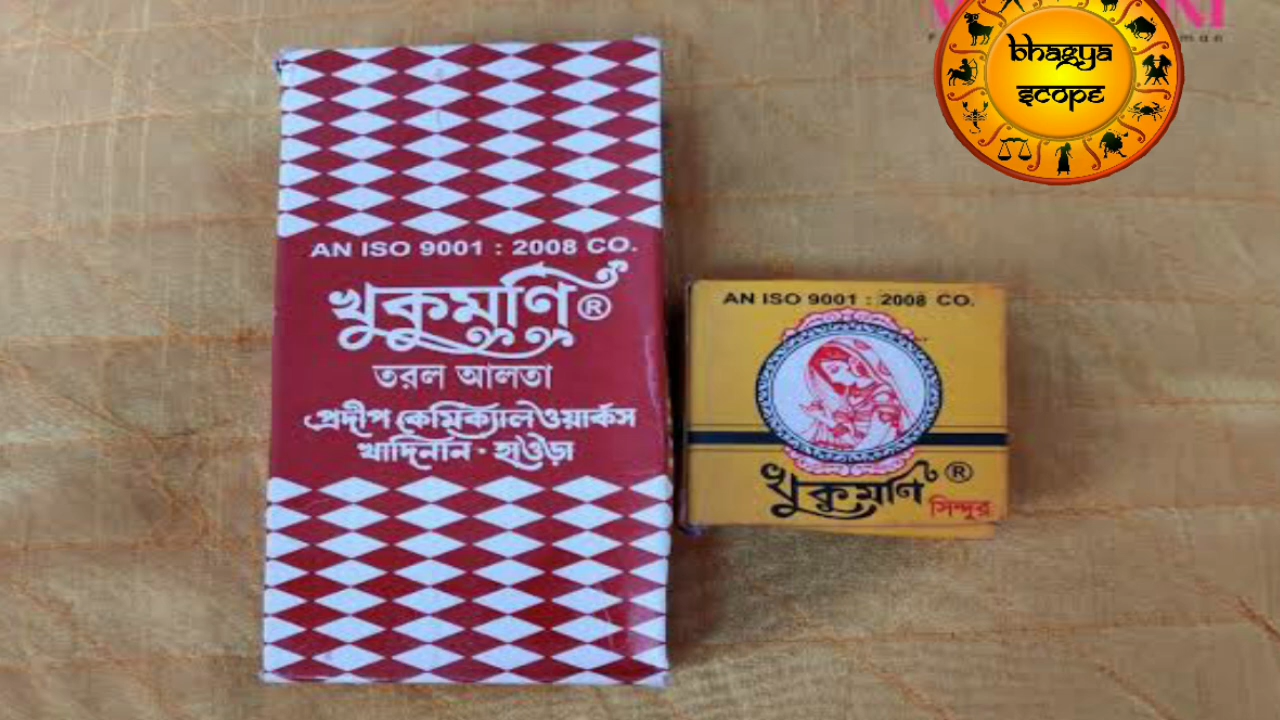 AN ISO 9001 : 2008 CO.
খুকুমণি®
তরল আলতা
প্রদীপ কেমিক্যাল ওয়ার্কস
খাদিনান · হাওড়া
AN ISO 9001 : 2008 CO.
খুকুমণি®
সিন্দুর
bhagya
scope